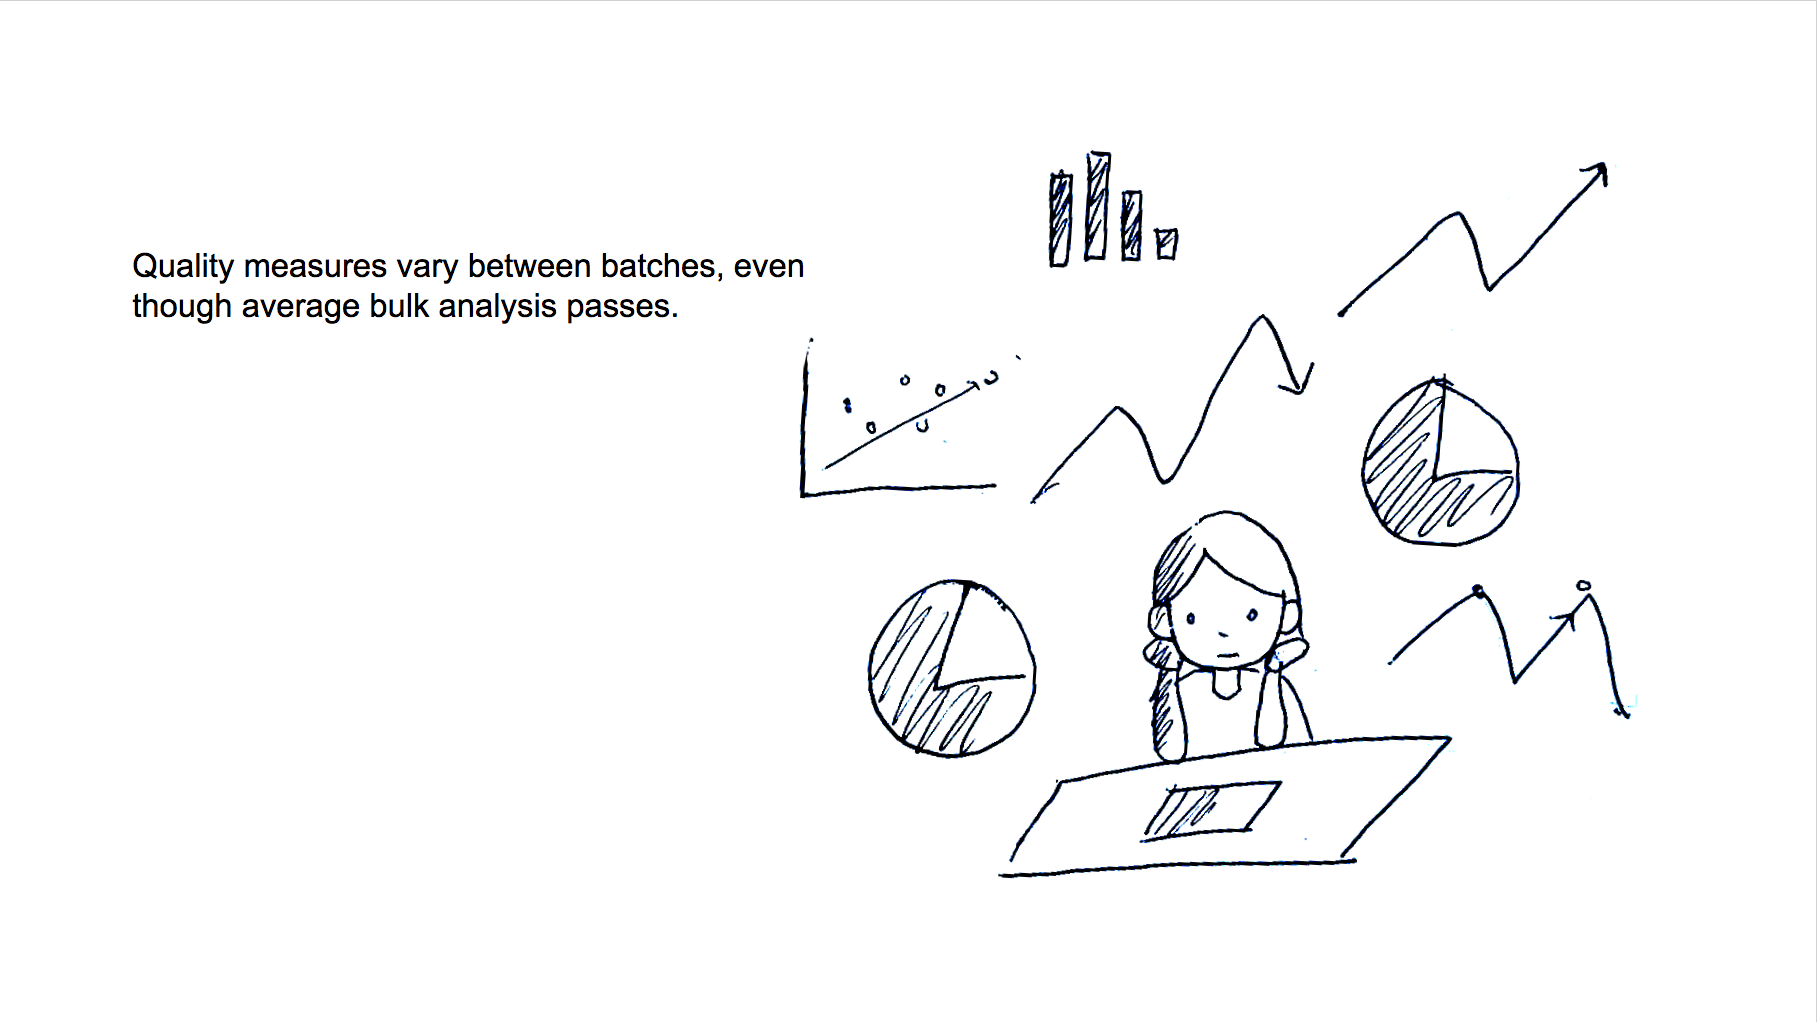 Quality measures vary between batches, even
though average bulk analysis passes.